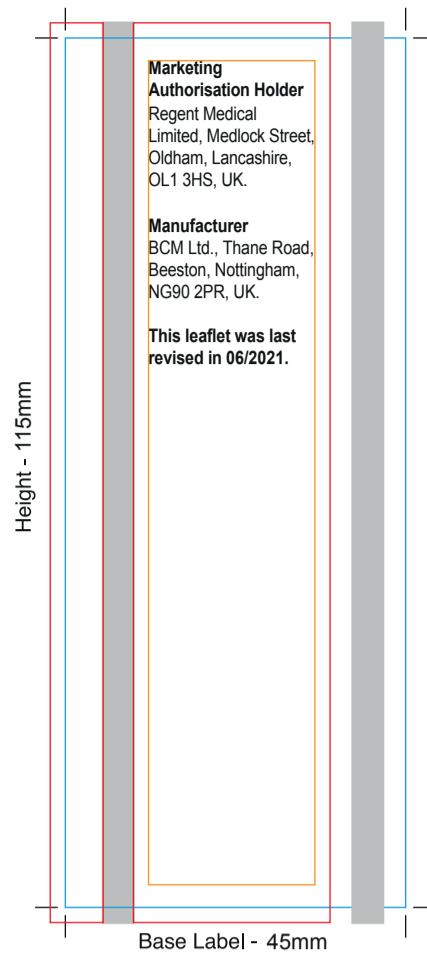 Marketing
Authorisation Holder
Regent Medical
Limited, Medlock Street,
Oldham, Lancashire,
OL1 3HS, UK.
Manufacturer
BCM Ltd., Thane Road,
Beeston, Nottingham,
NG90 2PR, UK.
This leaflet was last
revised in 06/2021.
Height - 115mm
Base Label - 45mm